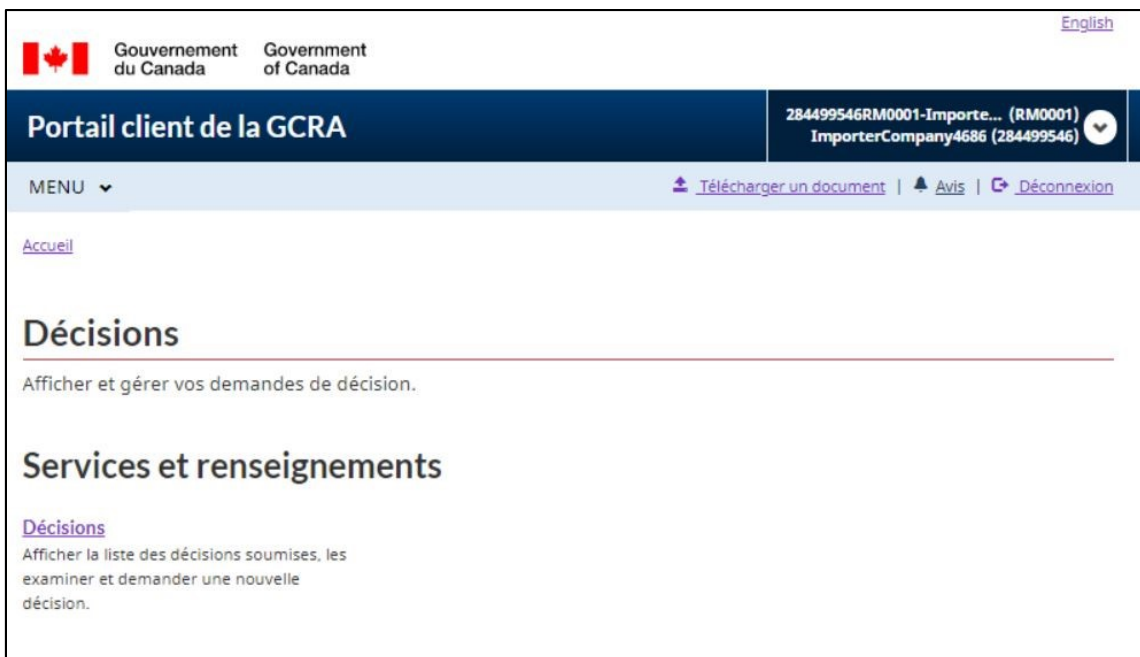 English
Gouvernement du Canada
Government of Canada
Portail client de la GCRA
284499546RM0001-Importe... (RM0001)
ImporterCompany4686 (284499546)
MENU
Télécharger un document | Avis | Déconnexion
Accueil
Décisions
Afficher et gérer vos demandes de décision.
Services et renseignements
Décisions
Afficher la liste des décisions soumises, les
examiner et demander une nouvelle
décision.